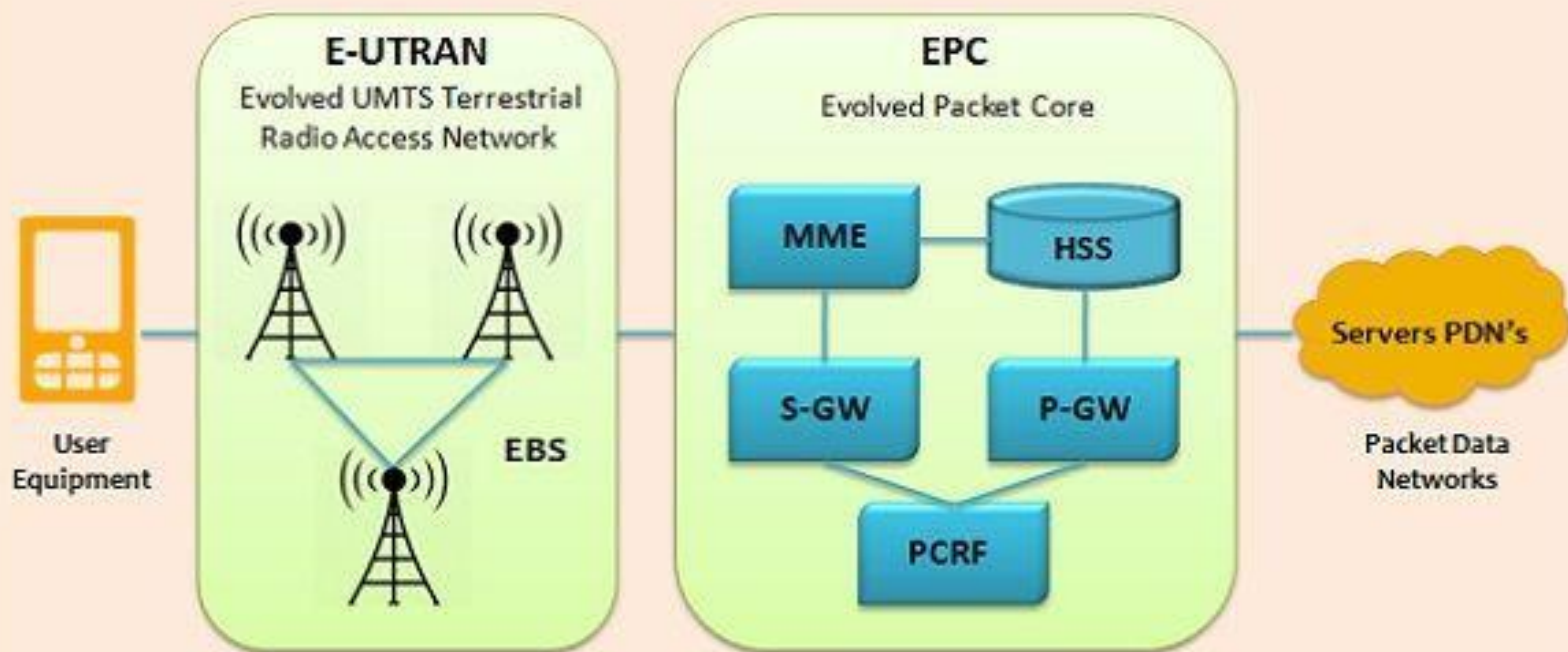 E-UTRAN
Evolved UMTS Terrestrial
Radio Access Network
EBS
EPC
Evolved Packet Core
MME
HSS
S-GW
P-GW
PCRF
User
Equipment
Servers PDN's
Packet Data
Networks